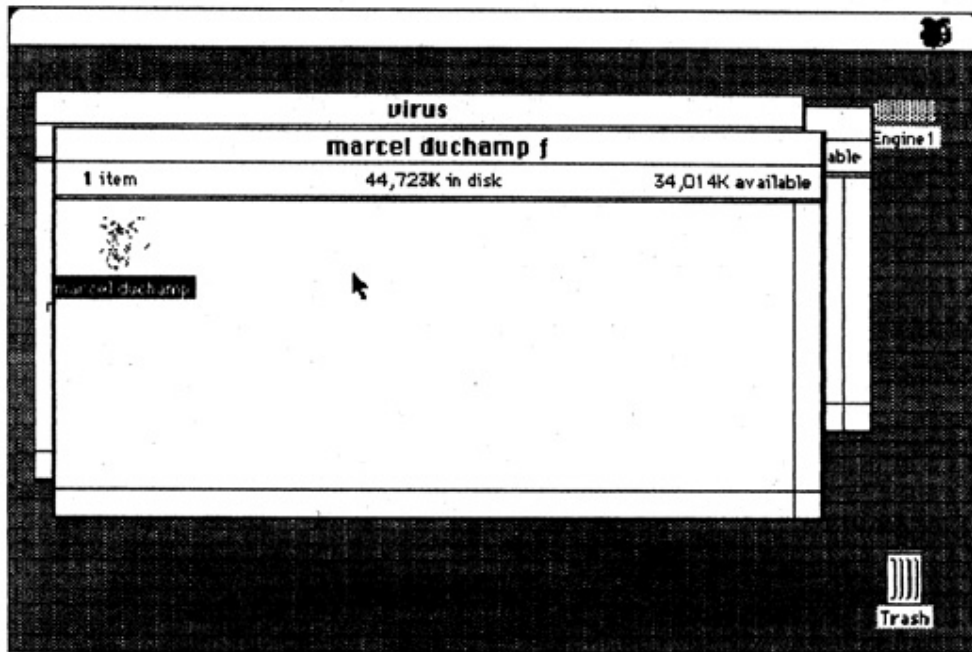 virus
marcel duchamp ƒ
Engine1
able
1 item 44,723K in disk 34,014K available
marcel duchamp
Trash